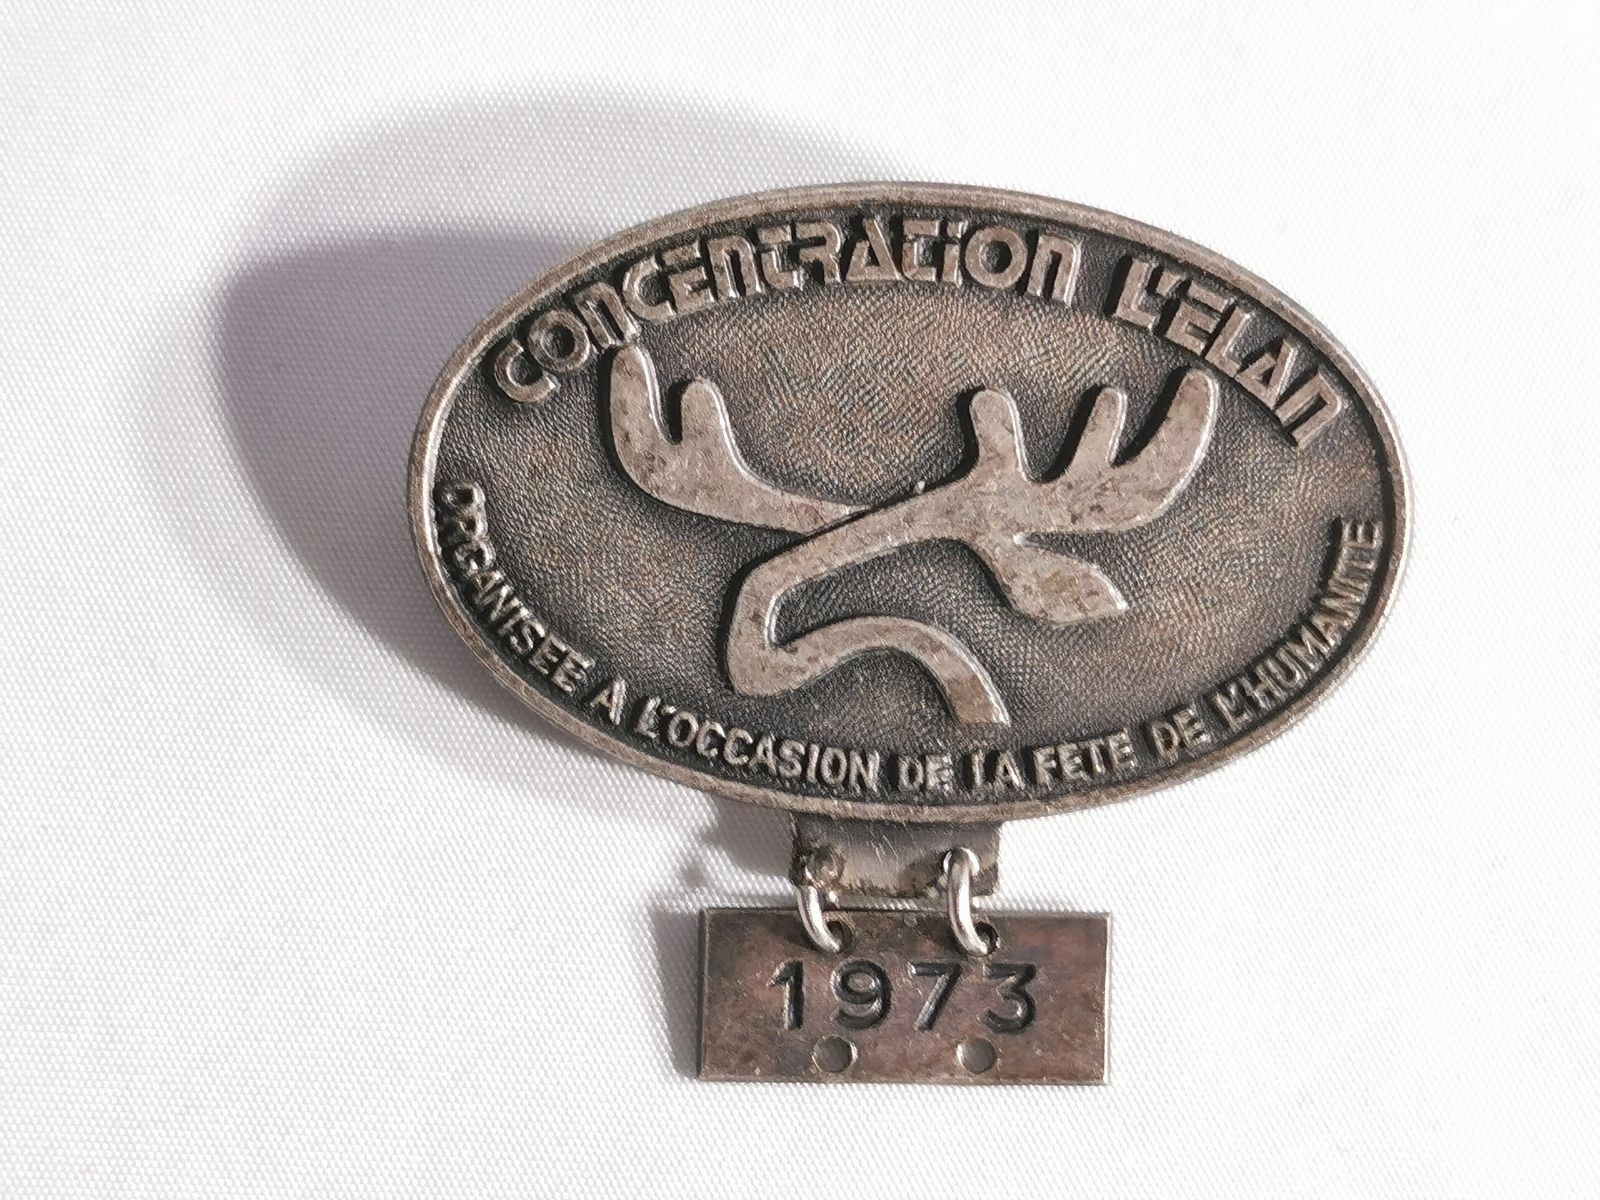 CONCENTRATION L'ELAN
ORGANISEE A L'OCCASION DE LA FETE DE L'HUMANITE
1973